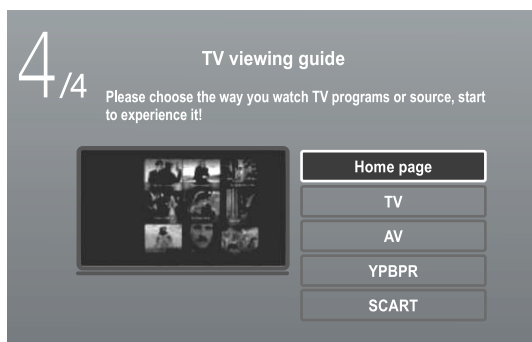 4/4
TV viewing guide
Please choose the way you watch TV programs or source, start
to experience it!
Home page
TV
AV
YPBPR
SCART